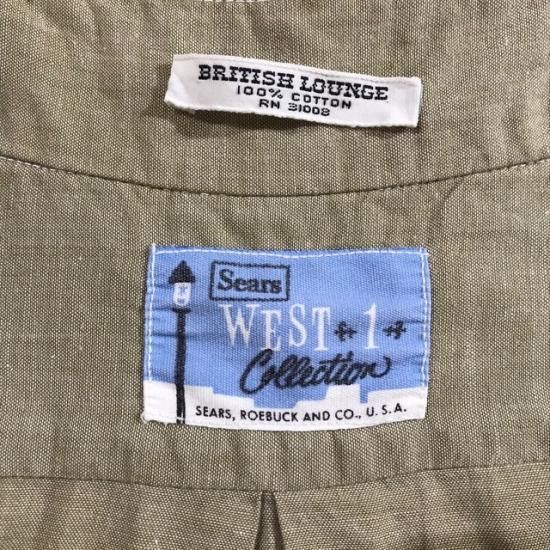 BRITISH LOUNGE
100% COTTON
RN 31008
Sears
WEST 1
Collection
SEARS, ROEBUCK AND CO., U.S.A.